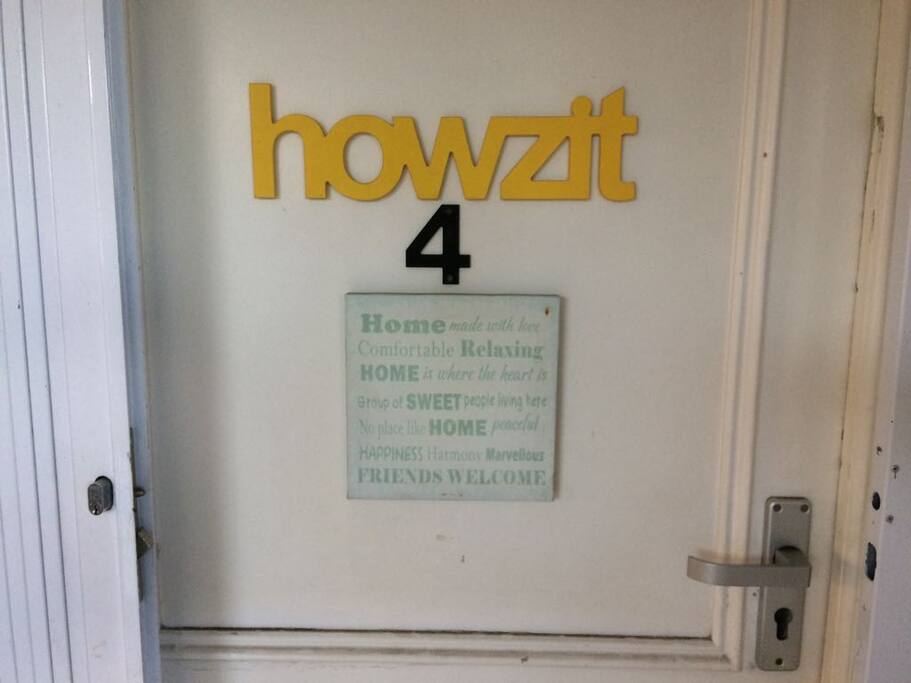 howzit
4
Home made with love
Comfortable Relaxing
HOME is where the heart is
Group of SWEET people living here
No place like HOME peaceful
HAPPINESS Harmony Marvellous
FRIENDS WELCOME